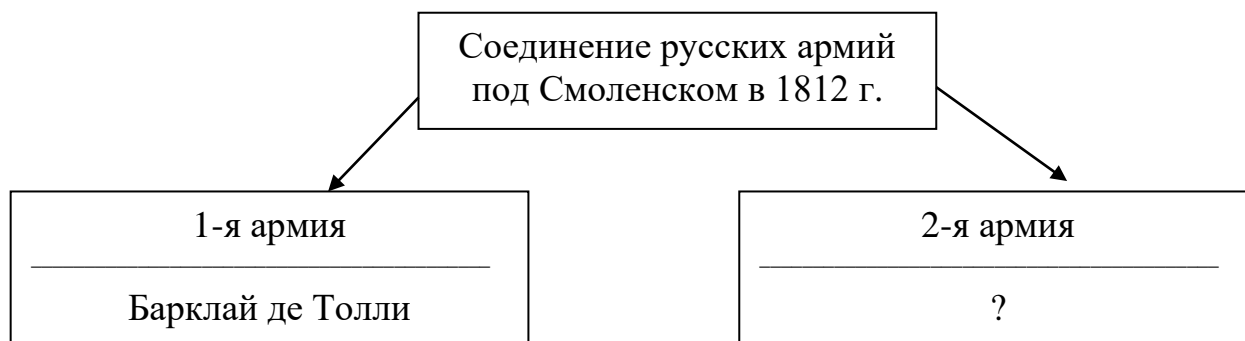 Соединение русских армий
под Смоленском в 1812 г.
1-я армия
Барклай де Толли
2-я армия
?